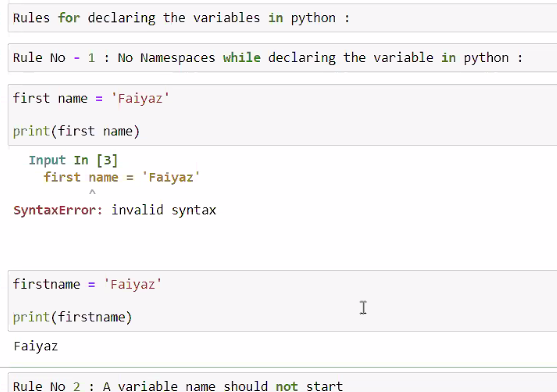 Rules for declaring the variables in python :
Rule No - 1 : No Namespaces while declaring the variable in python :
first name = 'Faiyaz'
print(first name)
Input In [3]
first name = 'Faiyaz'
^
SyntaxError: invalid syntax
firstname = 'Faiyaz'
print(firstname)
Faiyaz
Rule No 2 : A variable name should not start